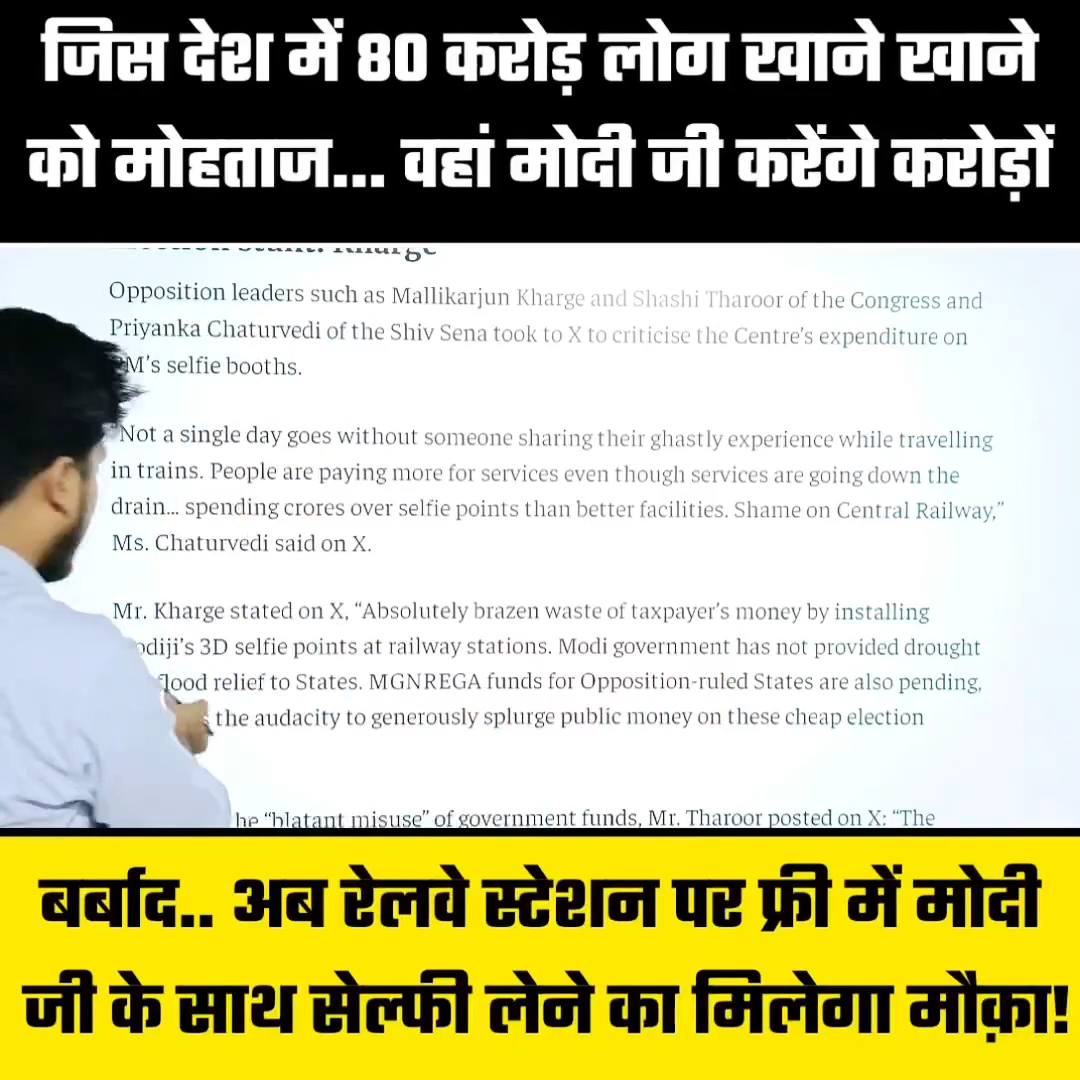 जिस देश में 80 करोड़ लोग खाने खाने
को मोहताज... वहां मोदी जी करेंगे करोड़ों
Kharge
Opposition leaders such as Mallikarjun Kharge and Shashi Tharoor of the Congress and
Priyanka Chaturvedi of the Shiv Sena took to X to criticise the Centre's expenditure on
M's selfie booths.
"Not a single day goes without someone sharing their ghastly experience while travelling
in trains. People are paying more for services even though services are going down the
drain... spending crores over selfie points than better facilities. Shame on Central Railway,"
Ms. Chaturvedi said on X.
Mr. Kharge stated on X, “Absolutely brazen waste of taxpayer's money by installing
odiji's 3D selfie points at railway stations. Modi government has not provided drought
flood relief to States. MGNREGA funds for Opposition-ruled States are also pending,
the audacity to generously splurge public money on these cheap election
he “blatant misuse” of government funds, Mr. Tharoor posted on X: “The
बर्बाद.. अब रेलवे स्टेशन पर फ्री में मोदी
जी के साथ सेल्फी लेने का मिलेगा मौक़ा!